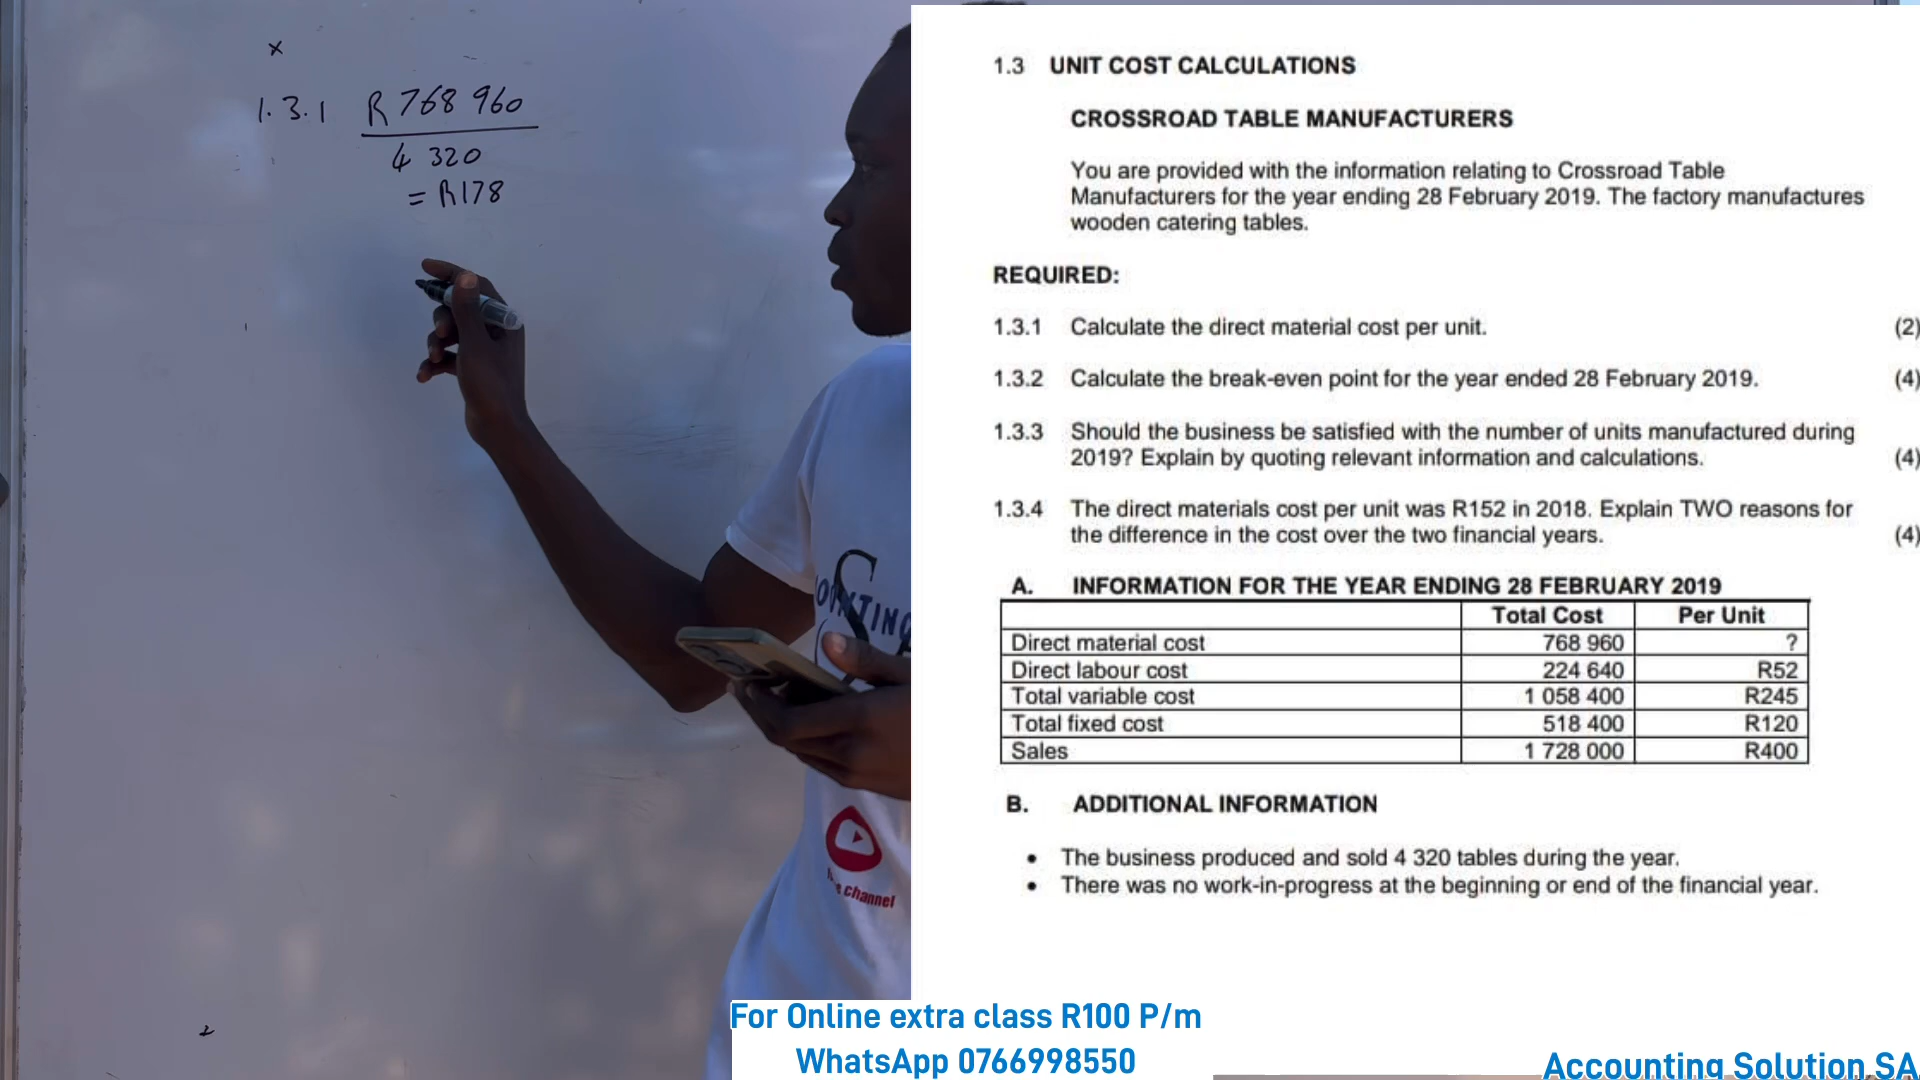 x
1.3.1 R 768 960
4 320
= R178
1.3 UNIT COST CALCULATIONS
CROSSROAD TABLE MANUFACTURERS
You are provided with the information relating to Crossroad Table
Manufacturers for the year ending 28 February 2019. The factory manufactures
wooden catering tables.
REQUIRED:
1.3.1 Calculate the direct material cost per unit. (2)
1.3.2 Calculate the break-even point for the year ended 28 February 2019. (4)
1.3.3 Should the business be satisfied with the number of units manufactured during
2019? Explain by quoting relevant information and calculations. (4)
1.3.4 The direct materials cost per unit was R152 in 2018. Explain TWO reasons for
the difference in the cost over the two financial years. (4)
A. INFORMATION FOR THE YEAR ENDING 28 FEBRUARY 2019
Total Cost Per Unit
Direct material cost 768 960 ?
Direct labour cost 224 640 R52
Total variable cost 1 058 400 R245
Total fixed cost 518 400 R120
Sales 1 728 000 R400
B. ADDITIONAL INFORMATION
• The business produced and sold 4 320 tables during the year.
• There was no work-in-progress at the beginning or end of the financial year.
channel
For Online extra class R100 P/m
WhatsApp 0766998550
Accounting Solution SA